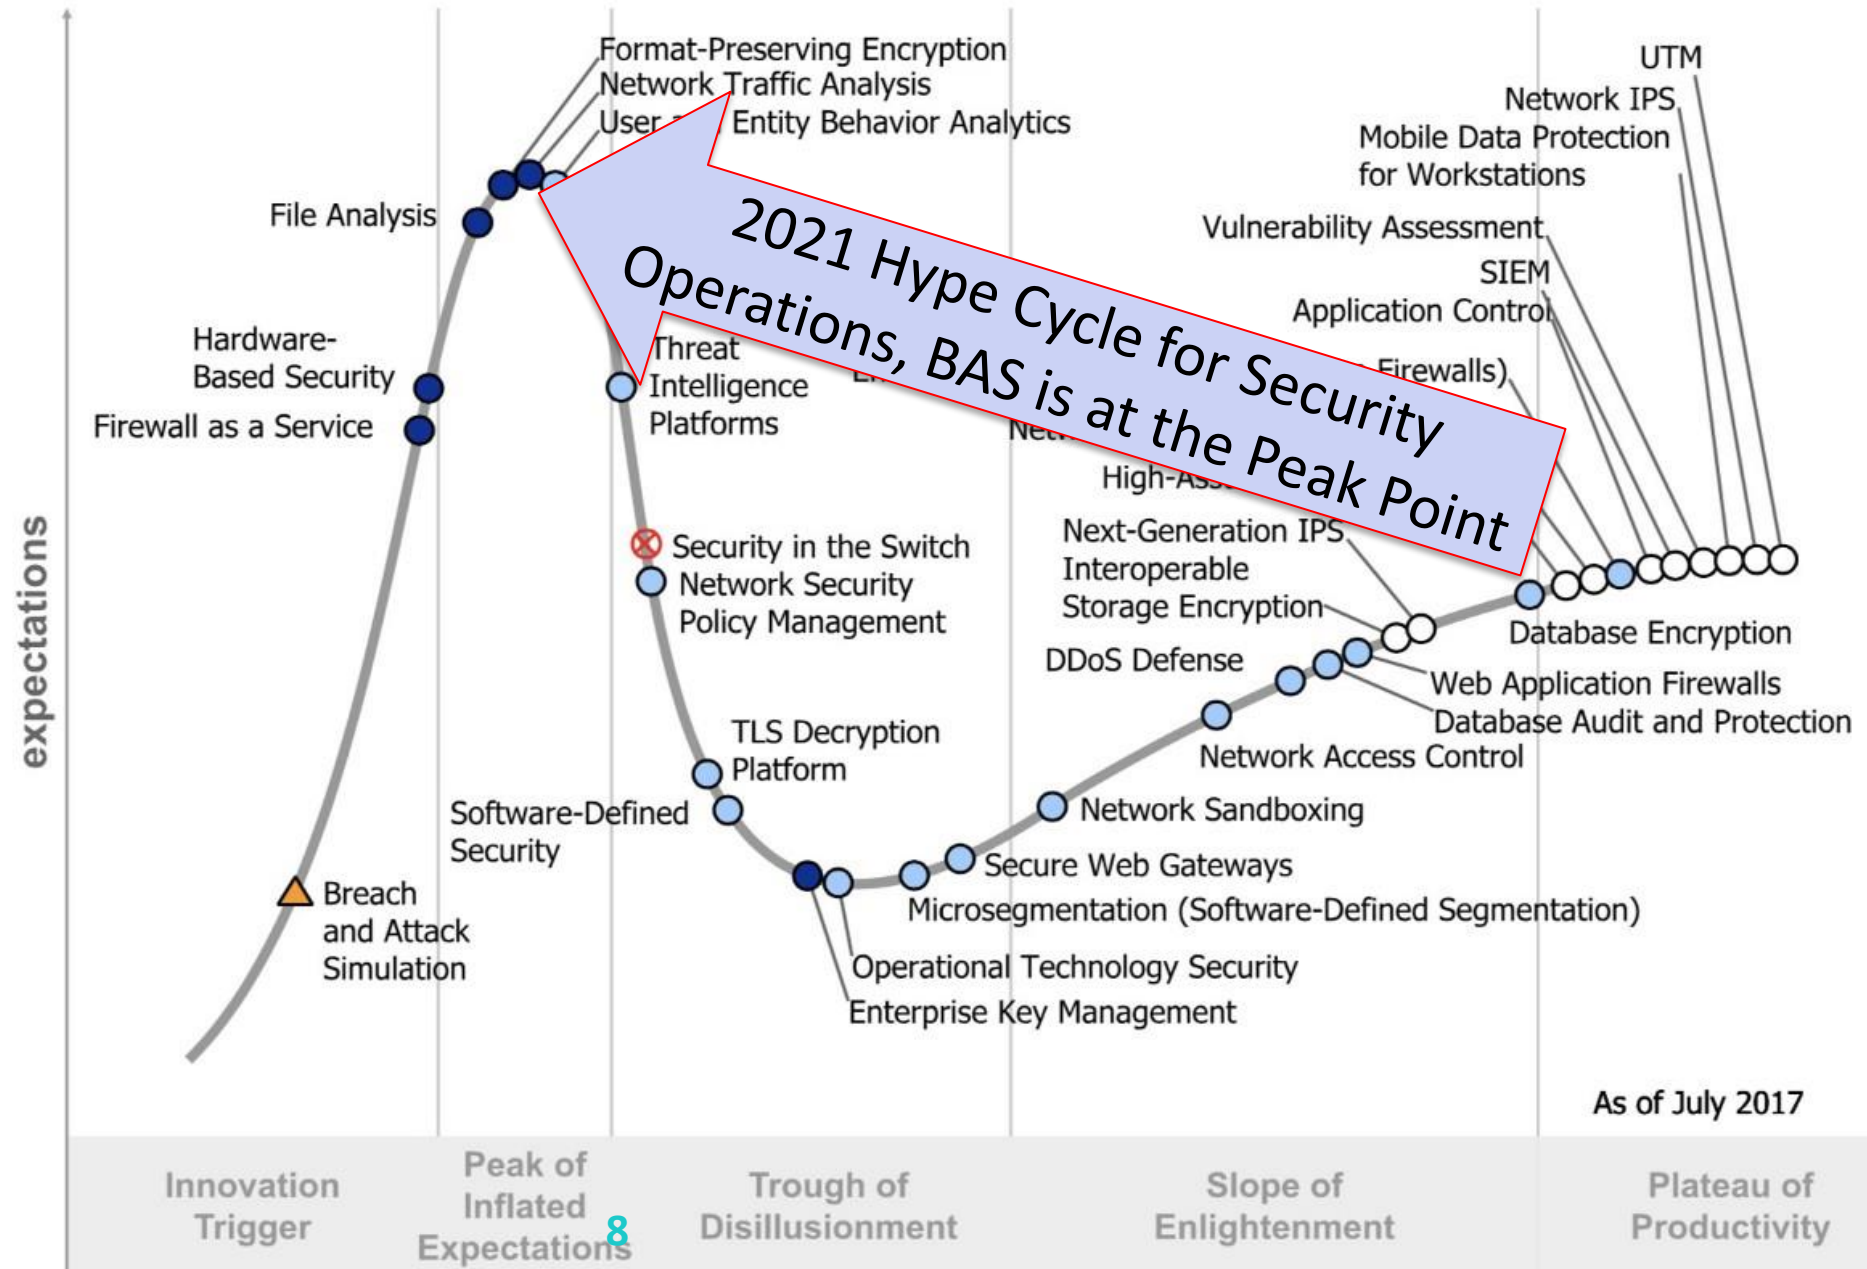 Format-Preserving Encryption
Network Traffic Analysis
User Entity Behavior Analytics
File Analysis
Hardware-
Based Security
Firewall as a Service
UTM
Network IPS
Mobile Data Protection
for Workstations
Vulnerability Assessment
SIEM
Application Control
Firewalls)
2021 Hype Cycle for Security
Operations, BAS is at the Peak Point
Threat
Intelligence
Platforms
Security in the Switch
Network Security
Policy Management
Next-Generation IPS
Interoperable
Storage Encryption
DDoS Defense
Database Encryption
Web Application Firewalls
Database Audit and Protection
Network Access Control
TLS Decryption
Platform
Software-Defined
Security
Network Sandboxing
Secure Web Gateways
Microsegmentation (Software-Defined Segmentation)
Operational Technology Security
Enterprise Key Management
Breach
and Attack
Simulation
expectations
As of July 2017
Innovation
Trigger
Peak of
Inflated
Expectations
8
Trough of
Disillusionment
Slope of
Enlightenment
Plateau of
Productivity